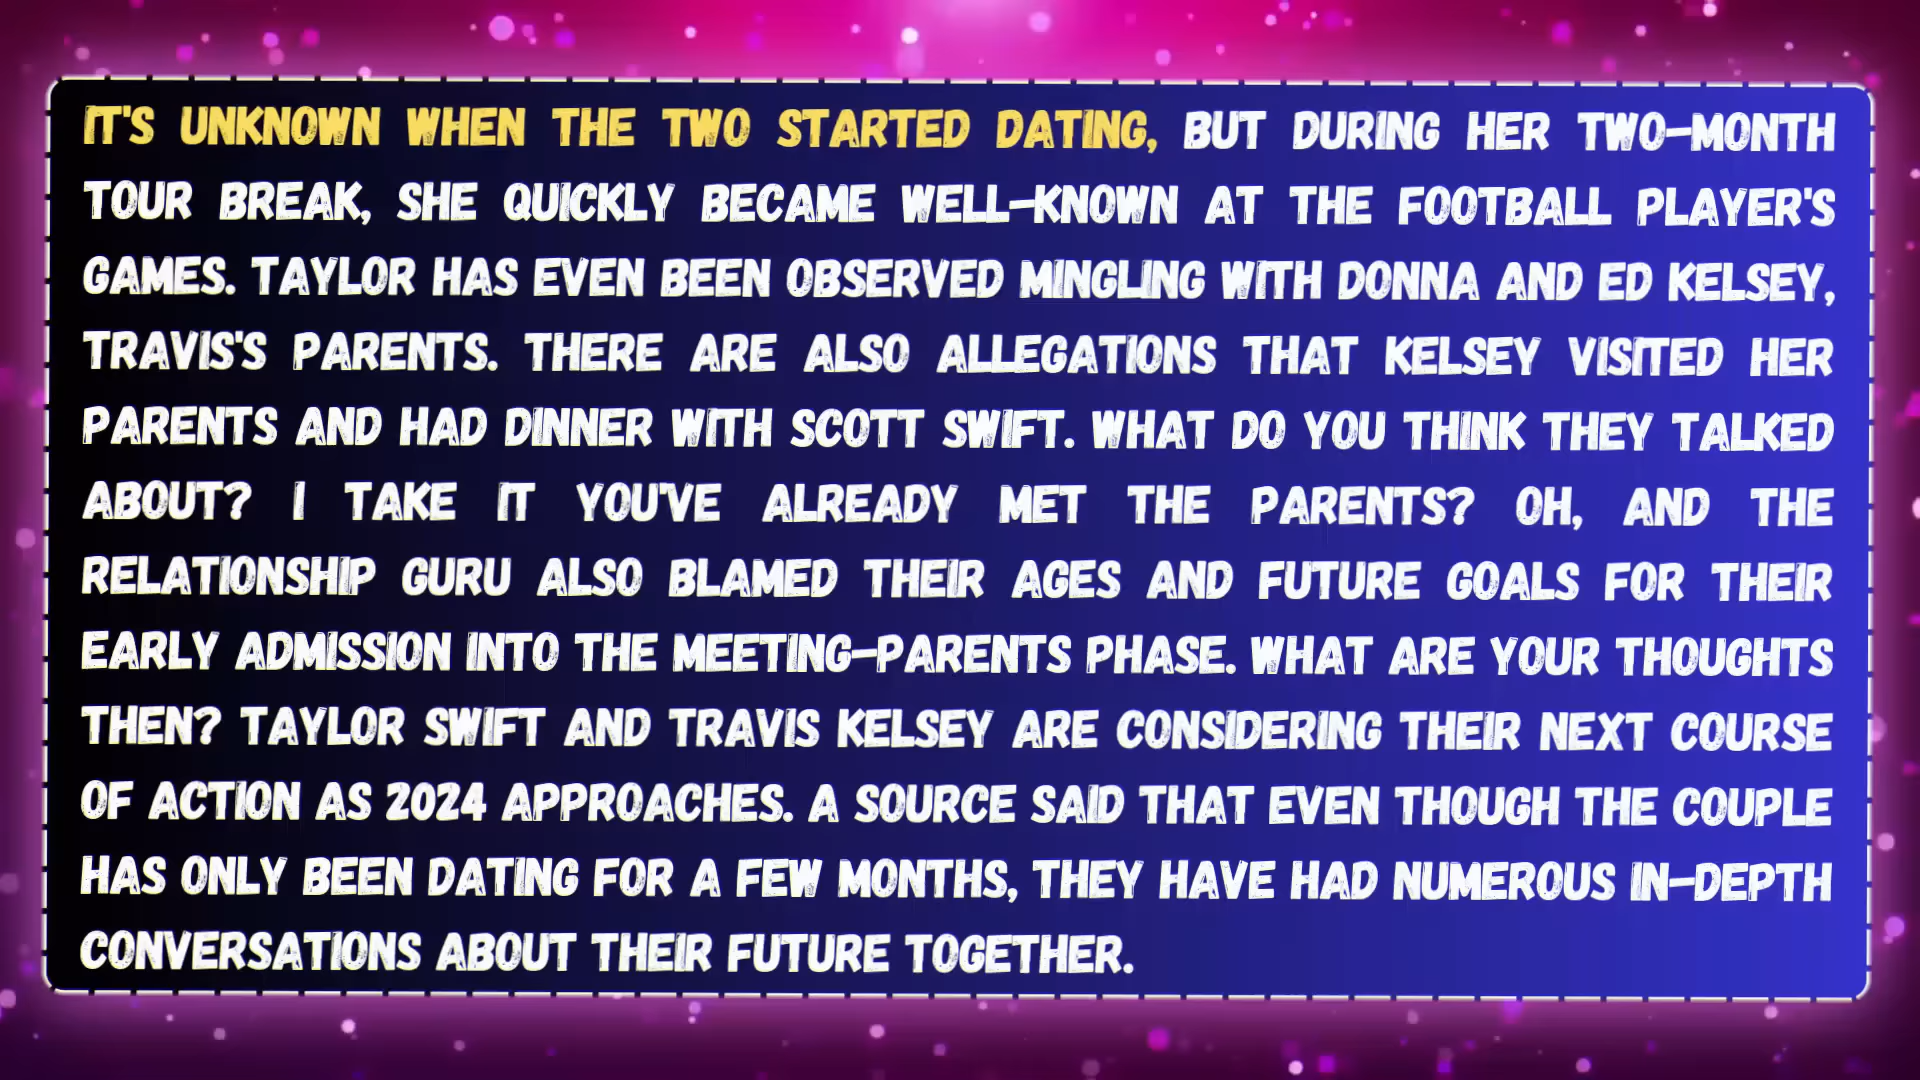 IT'S UNKNOWN WHEN THE TWO STARTED DATING, BUT DURING HER TWO-MONTH
TOUR BREAK, SHE QUICKLY BECAME WELL-KNOWN AT THE FOOTBALL PLAYER'S
GAMES. TAYLOR HAS EVEN BEEN OBSERVED MINGLING WITH DONNA AND ED KELSEY,
TRAVIS'S PARENTS. THERE ARE ALSO ALLEGATIONS THAT KELSEY VISITED HER
PARENTS AND HAD DINNER WITH SCOTT SWIFT. WHAT DO YOU THINK THEY TALKED
ABOUT? I TAKE IT YOU'VE ALREADY MET THE PARENTS? OH, AND THE
RELATIONSHIP GURU ALSO BLAMED THEIR AGES AND FUTURE GOALS FOR THEIR
EARLY ADMISSION INTO THE MEETING-PARENTS PHASE. WHAT ARE YOUR THOUGHTS
THEN? TAYLOR SWIFT AND TRAVIS KELSEY ARE CONSIDERING THEIR NEXT COURSE
OF ACTION AS 2024 APPROACHES. A SOURCE SAID THAT EVEN THOUGH THE COUPLE
HAS ONLY BEEN DATING FOR A FEW MONTHS, THEY HAVE HAD NUMEROUS IN-DEPTH
CONVERSATIONS ABOUT THEIR FUTURE TOGETHER.